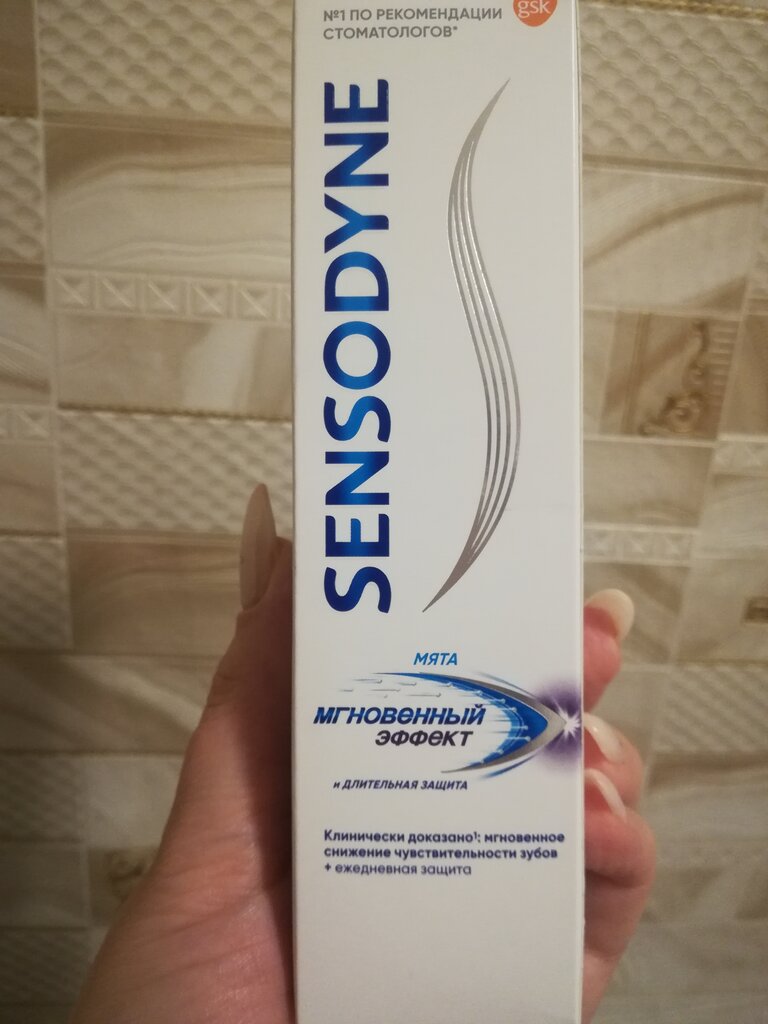 №1 ПО РЕКОМЕНДАЦИИ
СТОМАТОЛОГОВ*
gsk
SENSODYNE
МЯТА
МГНОВЕННЫЙ
ЭФФЕКТ
и ДЛИТЕЛЬНАЯ ЗАЩИТА
Клинически доказано¹: мгновенное
снижение чувствительности зубов
+ ежедневная защита